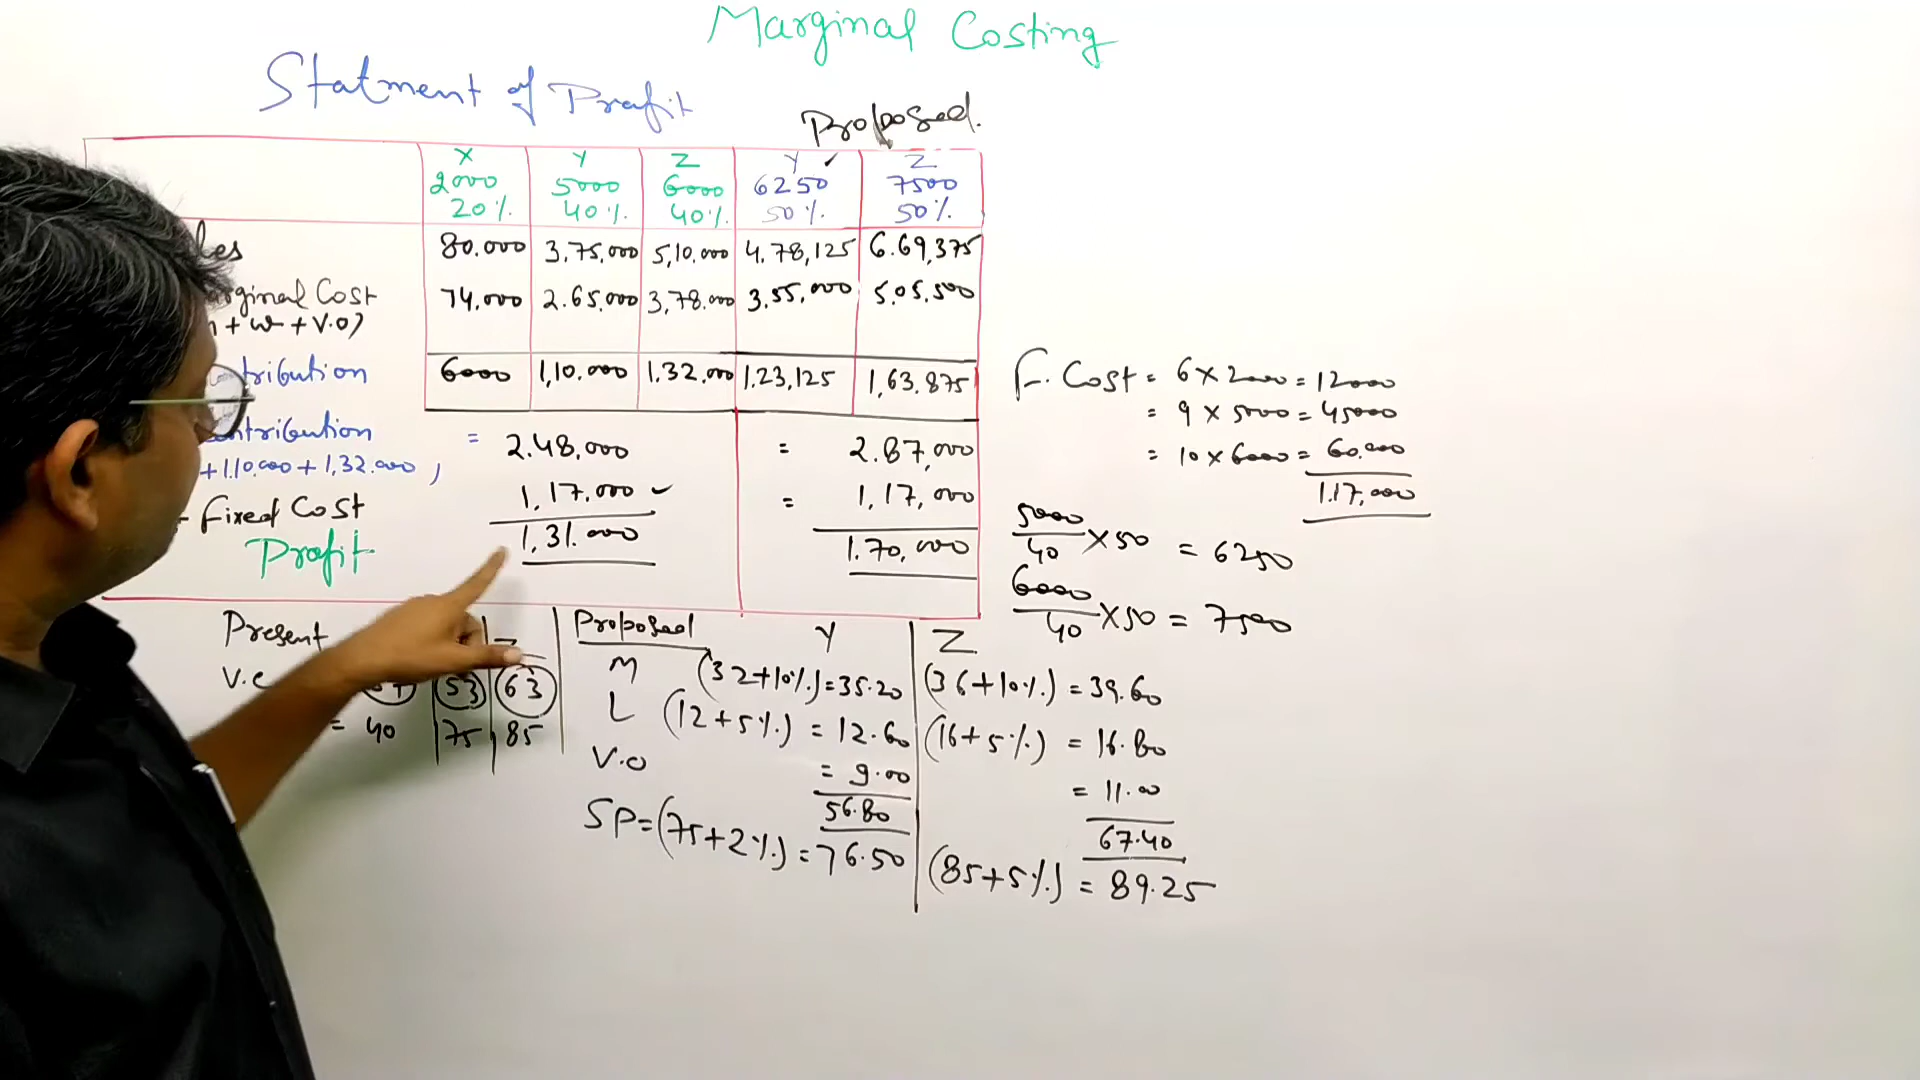 Marginal Costing
Statment of Profit
Proposed.
X Y Z Y ✓ Z
2000 5000 6000 6250 7500
20%. 40%. 40%. 50%. 50%.
80.000 3.75,000 5,10,000 4.78,125 6.69,375
Cost 74.000 2.65.000 3,78.000 3.55,000 5.05.500
+ w + V.O)
6000 1,10.000 1.32.000 1.23,125 1,63.875
= 2.48,000 = 2.87,000
+1.10.000 + 1,32.000,
- Fixed Cost 1,17.000 ✓ = 1,17,000
Profit 1,31.000 1.70,000
F. Cost = 6 x 2000 = 12000
= 9 x 5000 = 45000
= 10 x 6000 = 60.000
1.17,000
5000/40 x 50 = 6250
6000/40 x 50 = 7500
Present
V.C 53 63
= 40 75 85
Proposed Y Z
M (32+10%.) = 35.20 (36+10%.) = 39.60
L (12+5%.) = 12.60 (16+5%.) = 16.80
V.O = 9.00 = 11.00
56.80 67.40
SP = (75+2%.) = 76.50 (85+5%.) = 89.25